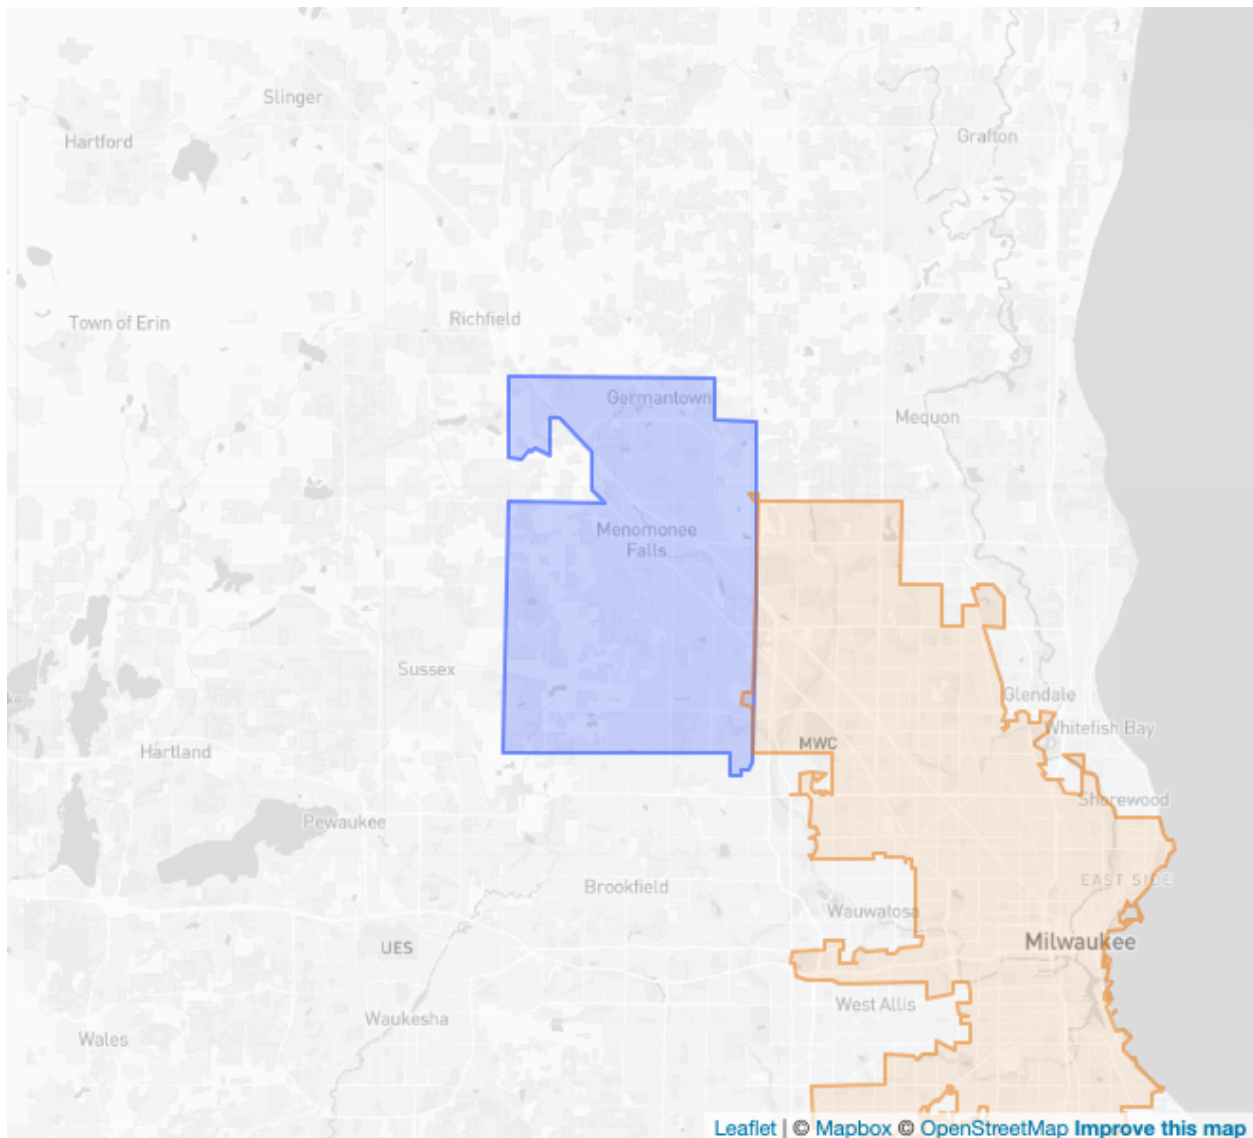 Slinger
Hartford
Grafton
Town of Erin
Richfield
Germantown
Mequon
Menomonee
Falls
Sussex
Glendale
Whitefish Bay
Hartland
MWC
Shorewood
Pewaukee
Brookfield
EAST SIDE
Wauwatosa
Milwaukee
UES
West Allis
Waukesha
Wales
Leaflet | © Mapbox © OpenStreetMap Improve this map